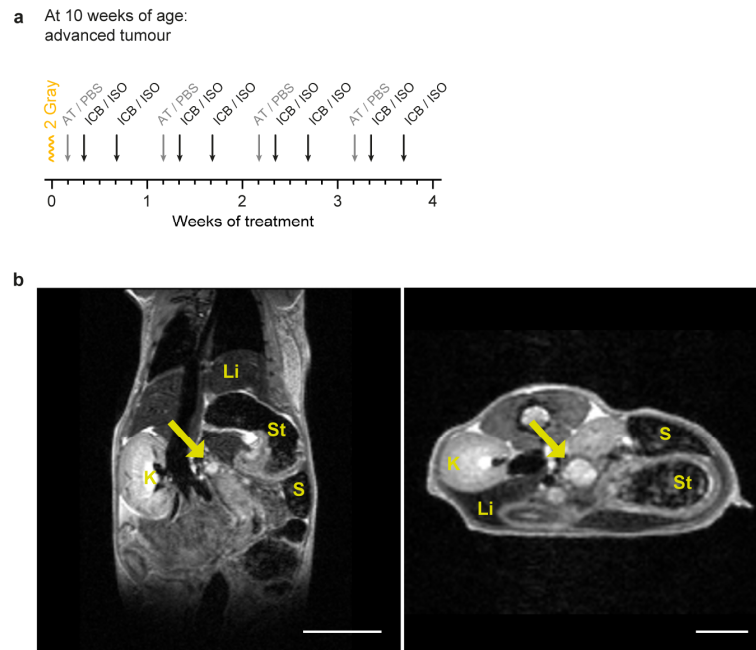 a
At 10 weeks of age:
advanced tumour
2 Gray
AT / PBS
ICB / ISO
ICB / ISO
AT / PBS
ICB / ISO
ICB / ISO
AT / PBS
ICB / ISO
ICB / ISO
AT / PBS
ICB / ISO
ICB / ISO
0 1 2 3 4
Weeks of treatment
b
Li
St
K
S
S
K
St
Li